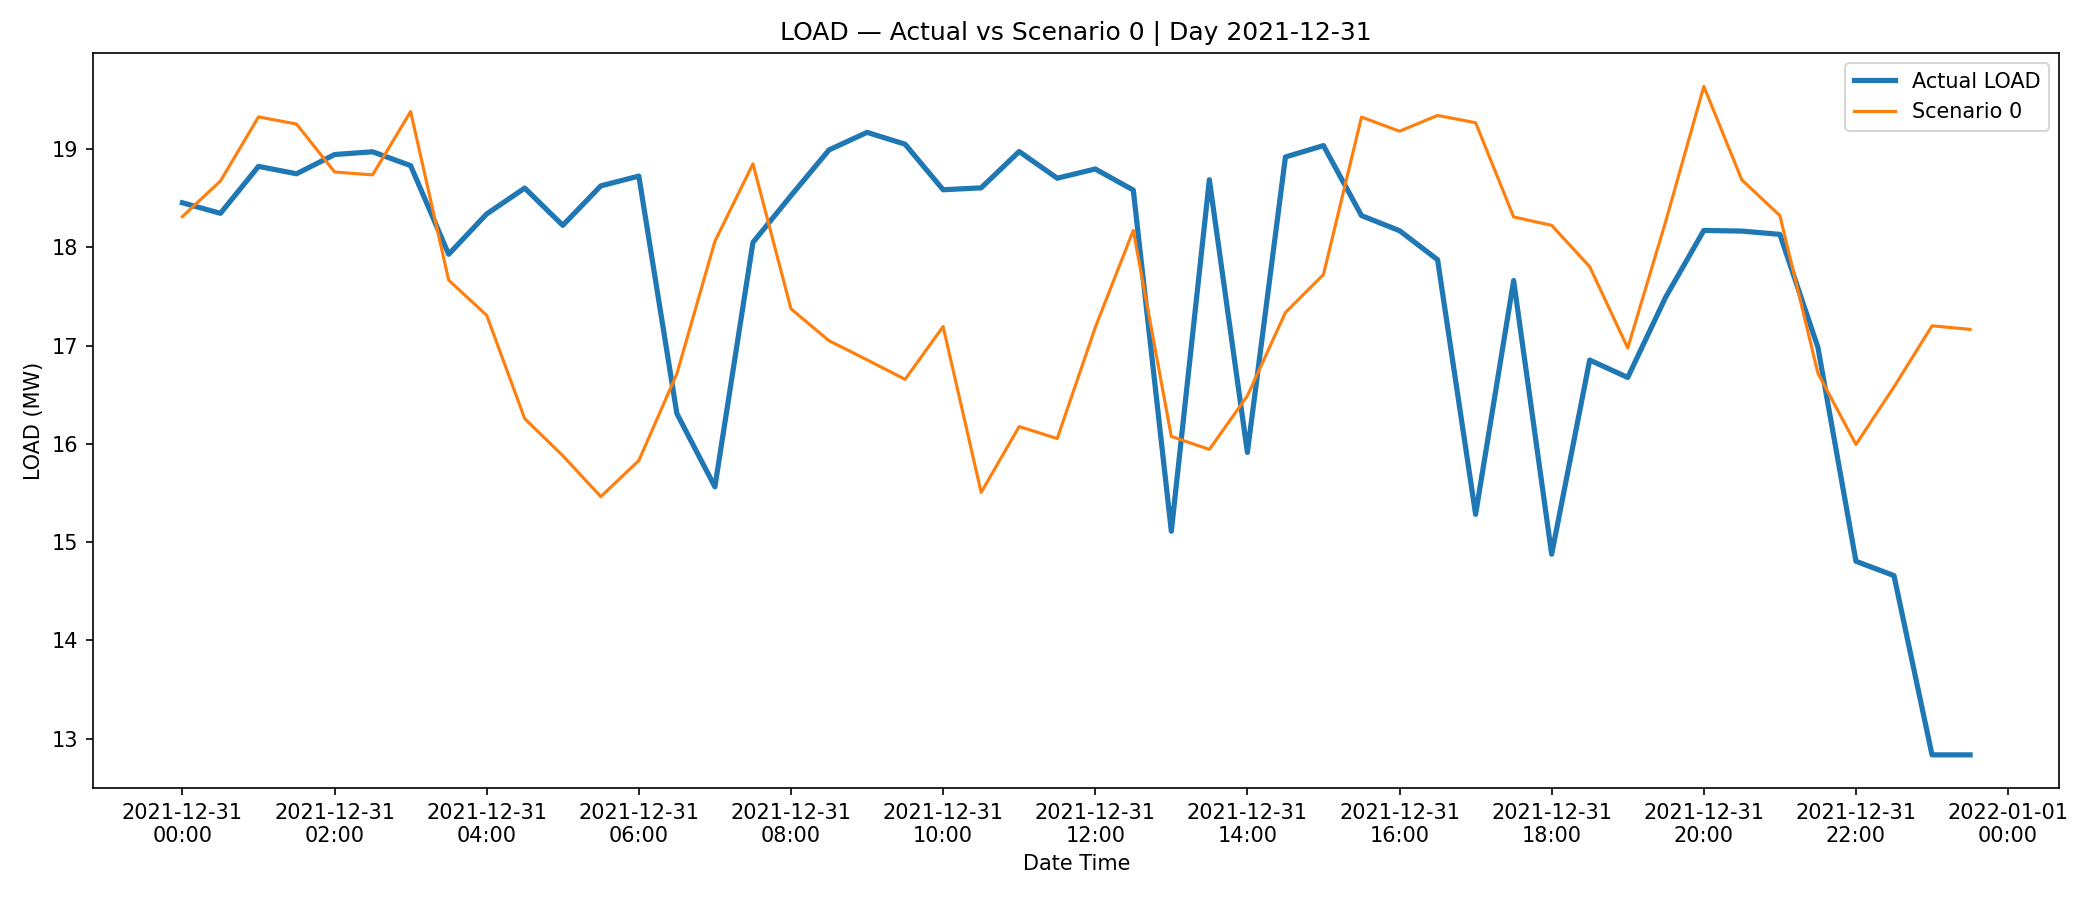 LOAD — Actual vs Scenario 0 | Day 2021-12-31
Actual LOAD
Scenario 0
LOAD (MW)
19
18
17
16
15
14
13
2021-12-31 2021-12-31 2021-12-31 2021-12-31 2021-12-31 2021-12-31 2021-12-31 2021-12-31 2021-12-31 2021-12-31 2021-12-31 2021-12-31 2022-01-01
00:00 02:00 04:00 06:00 08:00 10:00 12:00 14:00 16:00 18:00 20:00 22:00 00:00
Date Time